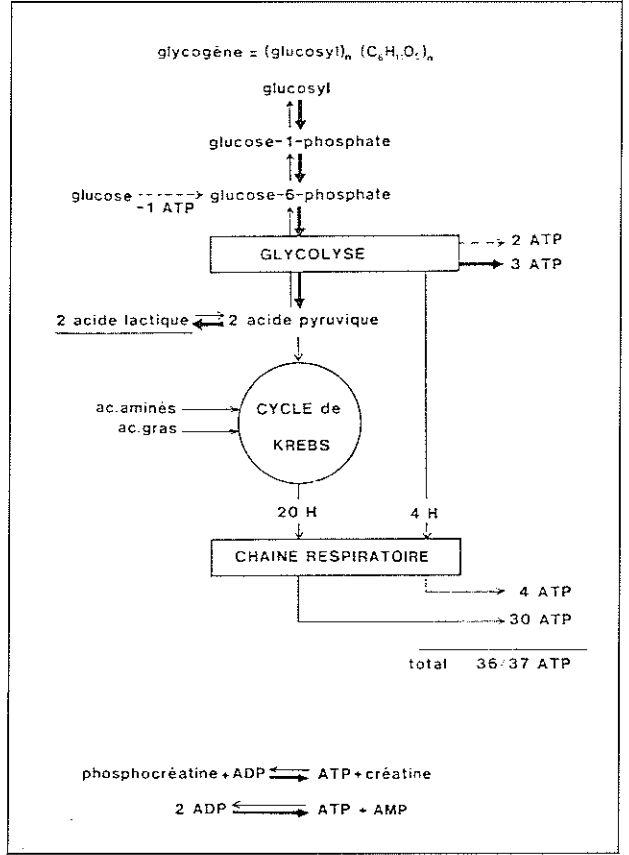 glycogène = (glucosyl)n (C6H10O5)n
glucosyl
glucose-1-phosphate
glucose glucose-6-phosphate
-1 ATP
GLYCOLYSE
2 ATP
3 ATP
2 acide lactique 2 acide pyruvique
ac.aminés
ac.gras
CYCLE de
KREBS
20 H 4 H
CHAINE RESPIRATOIRE
4 ATP
30 ATP
total 36/37 ATP
phosphocréatine + ADP ATP + créatine
2 ADP ATP + AMP